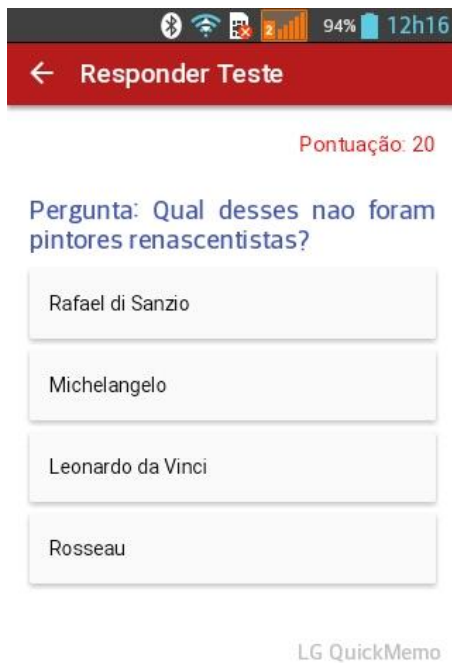 2 94% 12h16
← Responder Teste
Pontuação: 20
Pergunta: Qual desses nao foram
pintores renascentistas?
Rafael di Sanzio
Michelangelo
Leonardo da Vinci
Rosseau
LG QuickMemo